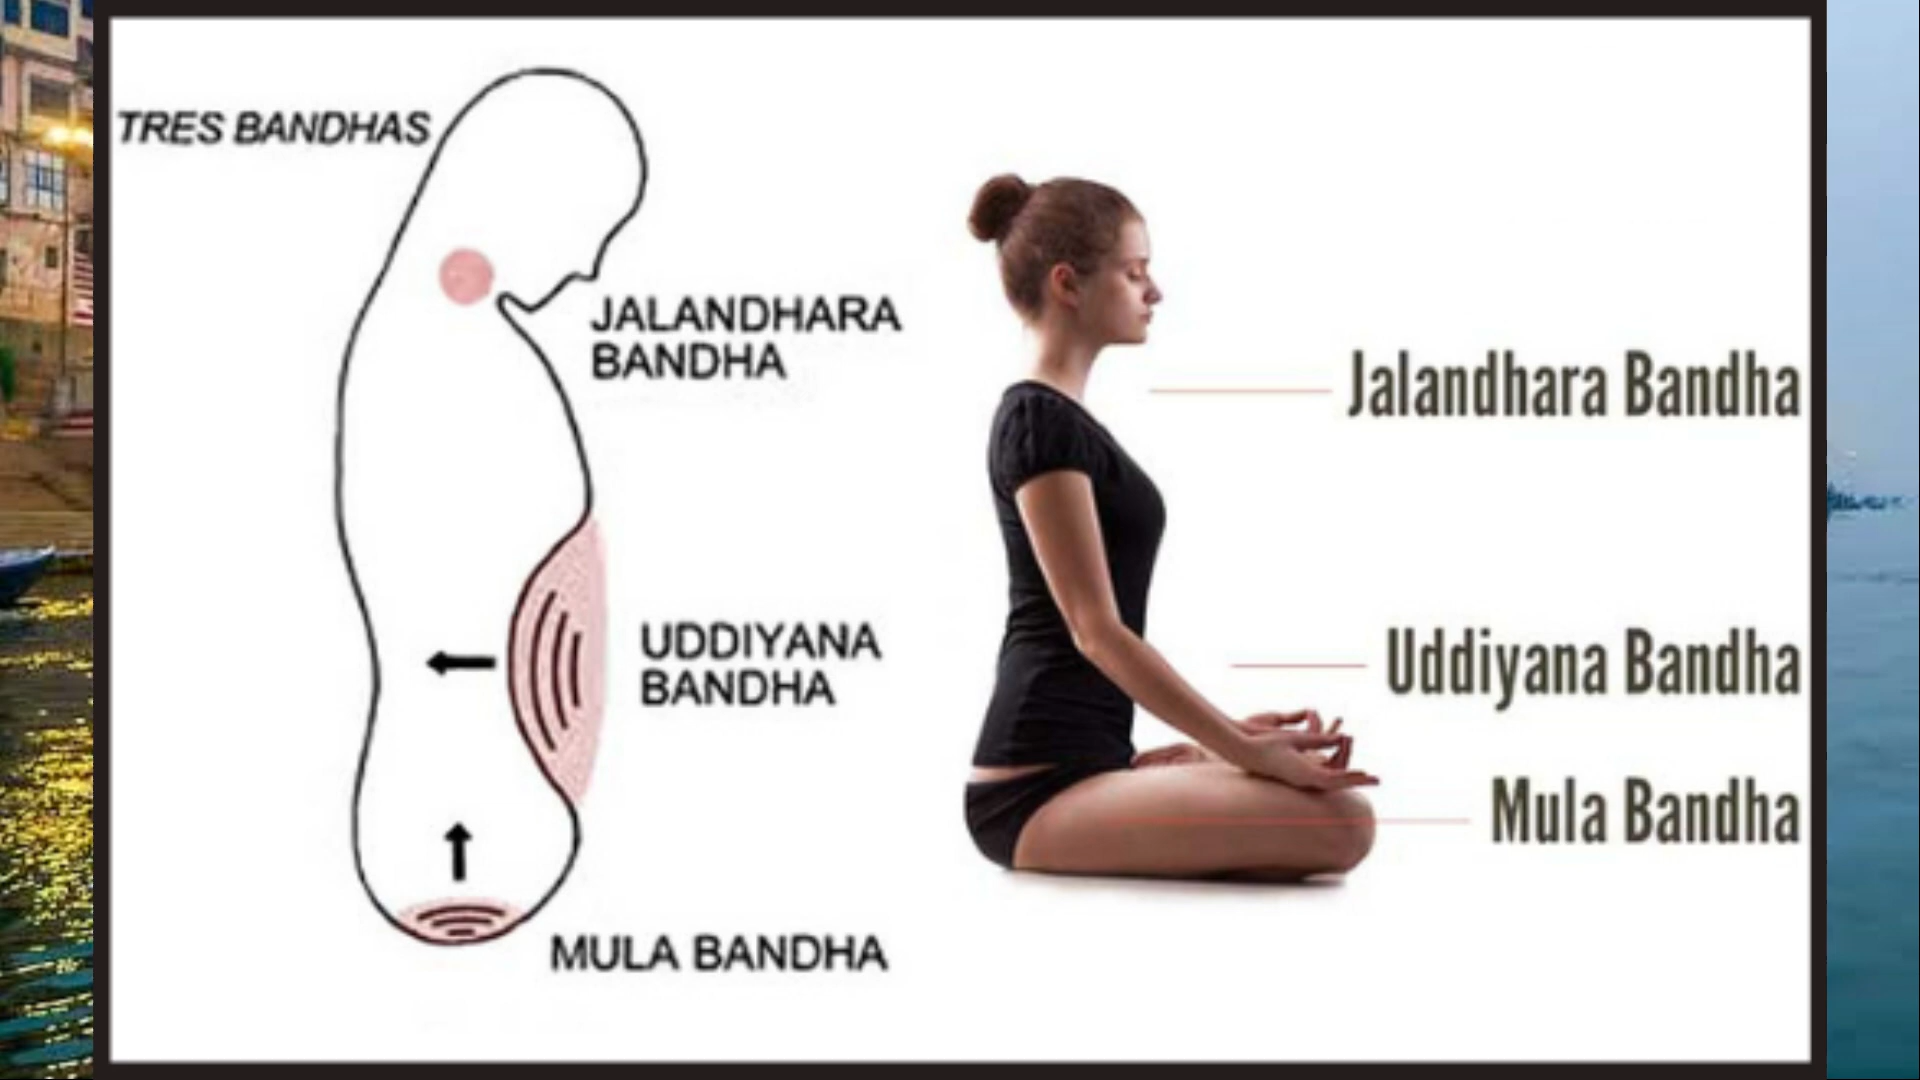 TRES BANDHAS
JALANDHARA
BANDHA
UDDIYANA
BANDHA
MULA BANDHA
Jalandhara Bandha
Uddiyana Bandha
Mula Bandha